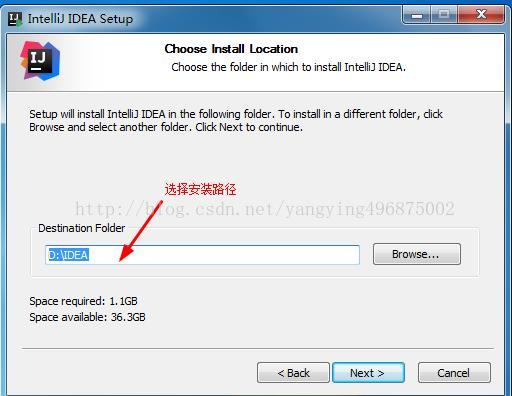 IntelliJ IDEA Setup
IJ
Choose Install Location
Choose the folder in which to install IntelliJ IDEA.
Setup will install IntelliJ IDEA in the following folder. To install in a different folder, click
Browse and select another folder. Click Next to continue.
选择安装路径
http://blog.csdn.net/yangying496875002
Destination Folder
D:\IDEA
Browse...
Space required: 1.1GB
Space available: 36.3GB
< Back
Next >
Cancel